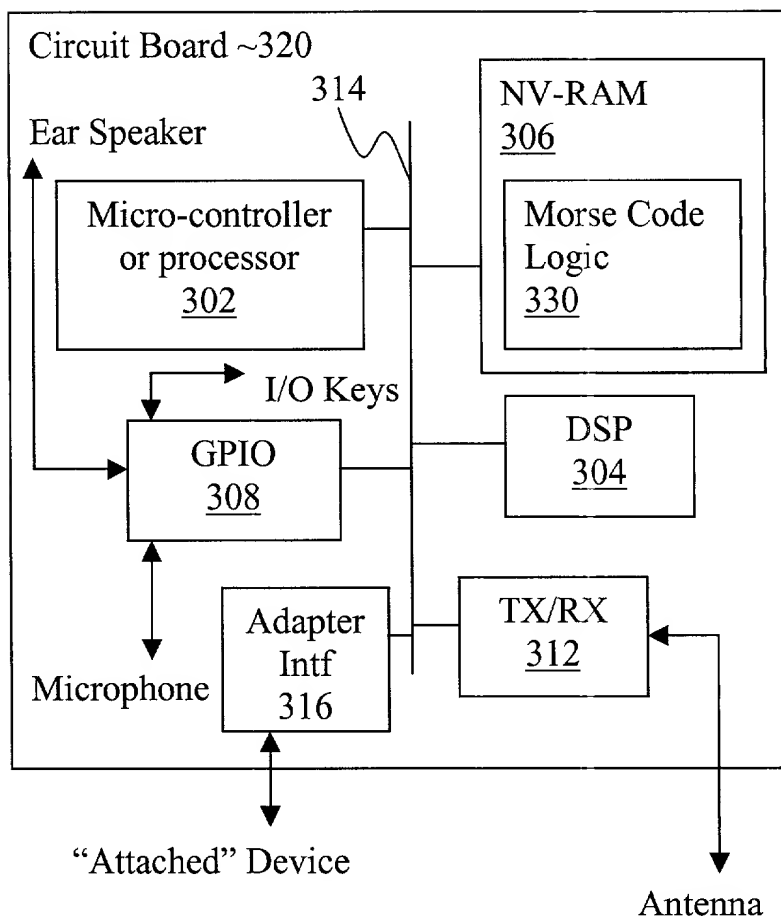 Circuit Board ~320
314
Ear Speaker
NV-RAM
306
Micro-controller
or processor
302
Morse Code
Logic
330
I/O Keys
GPIO
308
DSP
304
Adapter
Intf
316
TX/RX
312
Microphone
“Attached” Device
Antenna